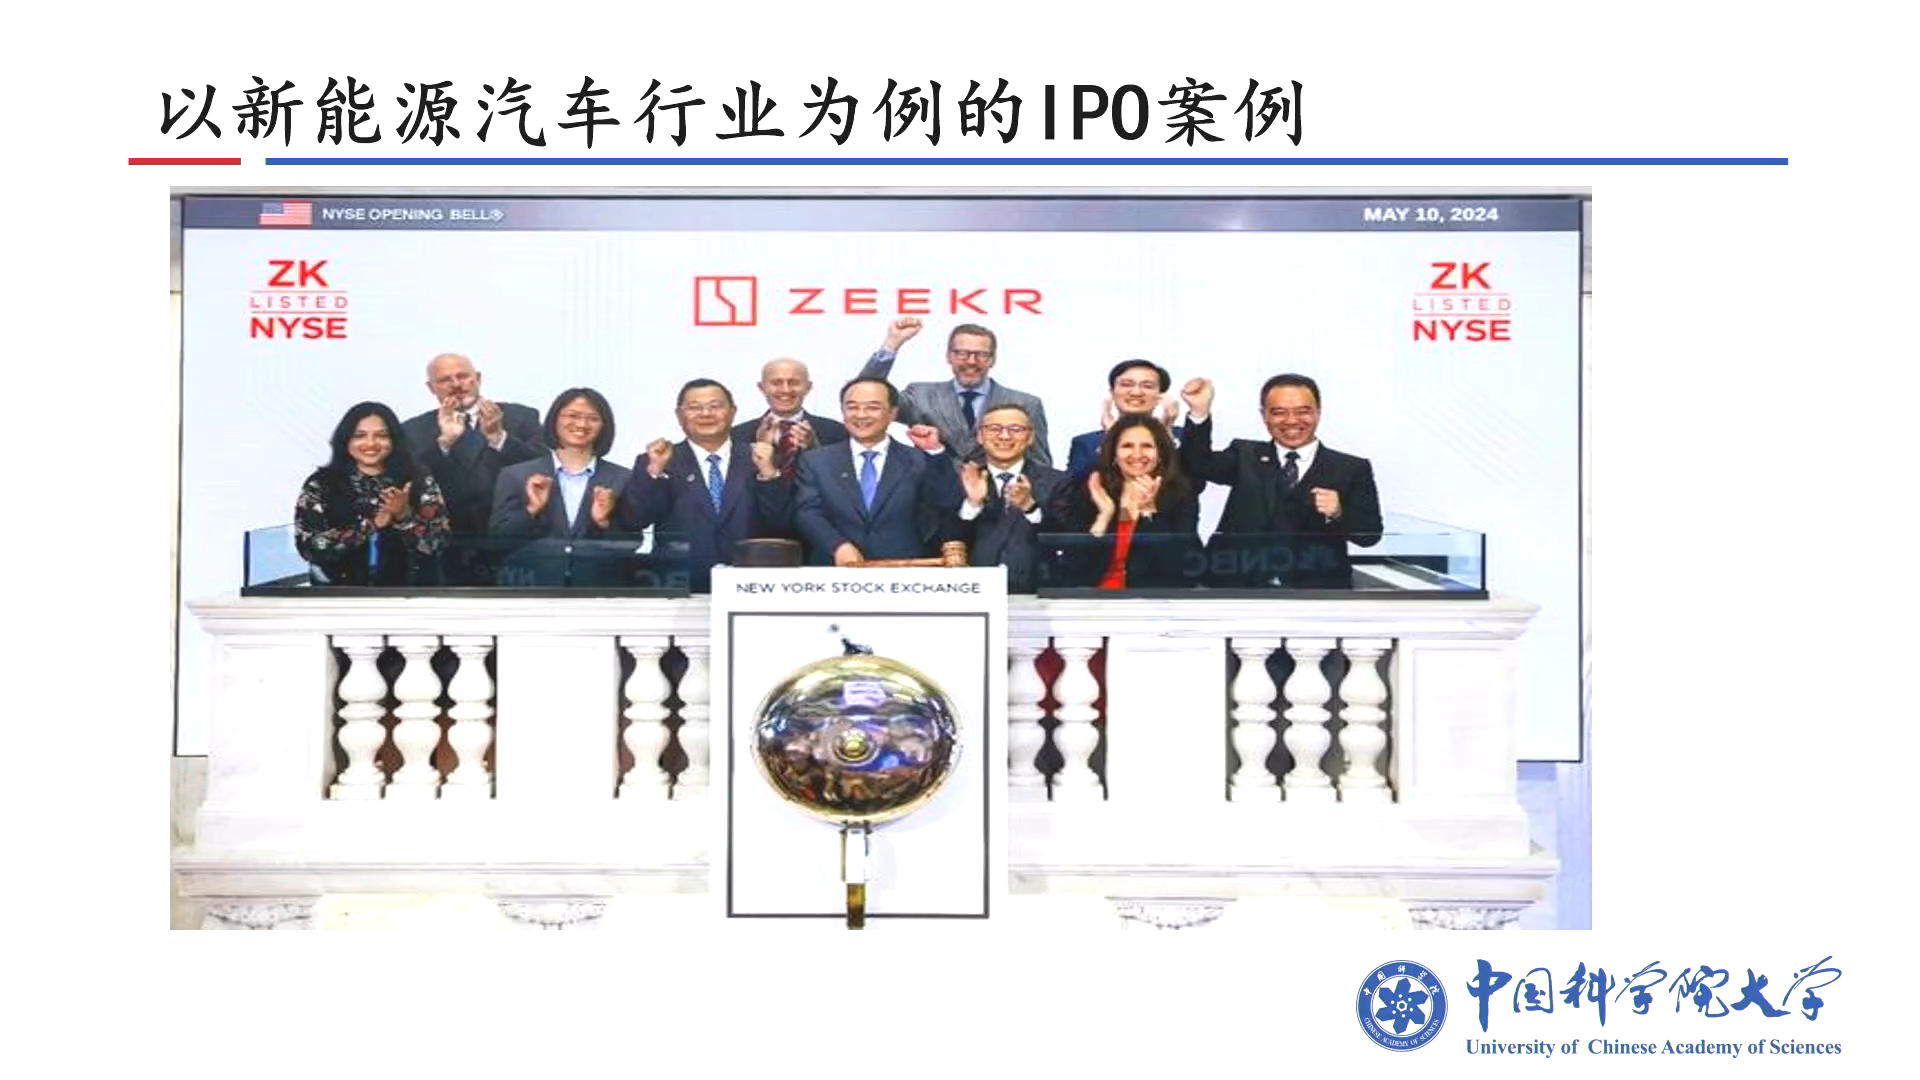 以新能源汽车行业为例的IPO案例
NYSE OPENING BELL®
MAY 10, 2024
ZK
LISTED
NYSE
ZEEKR
ZK
LISTED
NYSE
NEW YORK STOCK EXCHANGE
中国科学院大学
University of Chinese Academy of Sciences